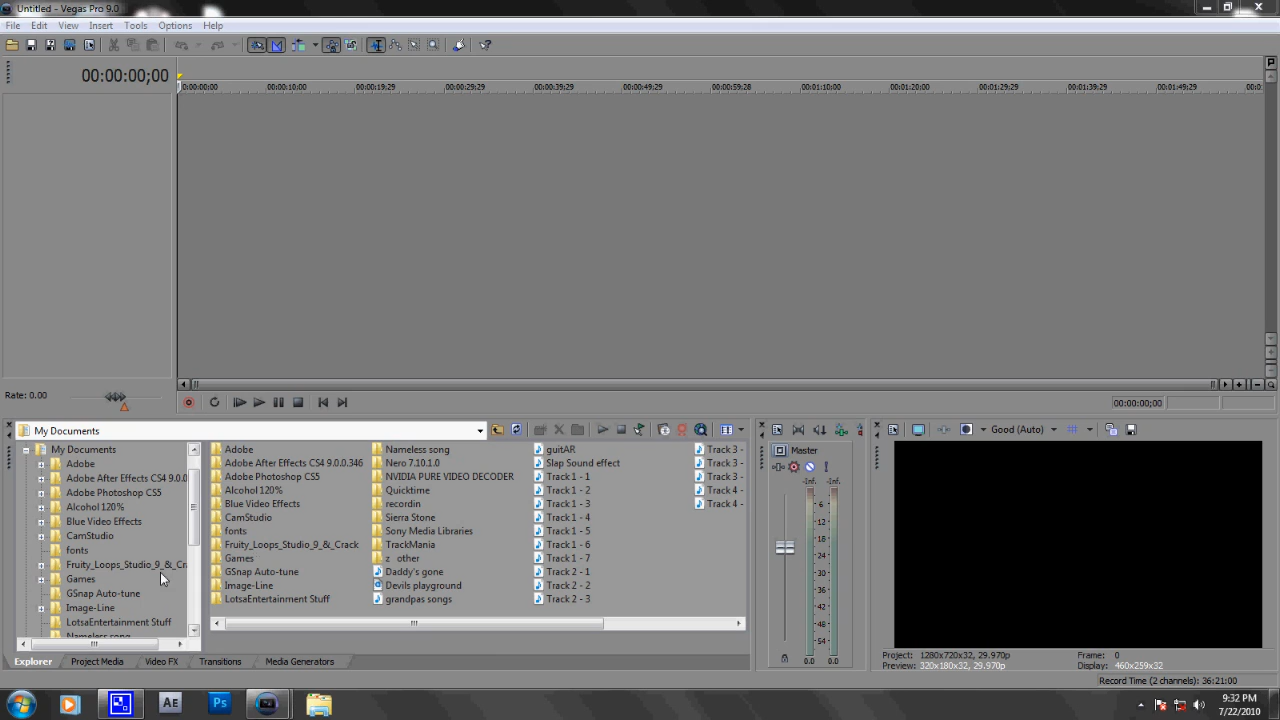 Untitled - Vegas Pro 9.0
File Edit View Insert Tools Options Help
00:00:00;00
0:00:00;00 00:00:10;00 00:00:19;29 00:00:29;29 00:00:39;29 00:00:49;29 00:00:59;28 00:01:10;00 00:01:20;00 00:01:29;29 00:01:39;29 00:01:49;29 00:0
Rate: 0.00
00:00:00;00
My Documents
Good (Auto)
My Documents
Adobe
Adobe After Effects CS4 9.0.0
Adobe Photoshop CS5
Alcohol 120%
Blue Video Effects
CamStudio
fonts
Fruity_Loops_Studio_9_&_Cra
Games
GSnap Auto-tune
Image-Line
LotsaEntertainment Stuff
Nameless song
Adobe
Adobe After Effects CS4 9.0.0.346
Adobe Photoshop CS5
Alcohol 120%
Blue Video Effects
CamStudio
fonts
Fruity_Loops_Studio_9_&_Crack
Games
GSnap Auto-tune
Image-Line
LotsaEntertainment Stuff
Nameless song
Nero 7.10.1.0
NVIDIA PURE VIDEO DECODER
Quicktime
recordin
Sierra Stone
Sony Media Libraries
TrackMania
z other
Daddy's gone
Devils playground
grandpas songs
guitAR
Slap Sound effect
Track 1 - 1
Track 1 - 2
Track 1 - 3
Track 1 - 4
Track 1 - 5
Track 1 - 6
Track 1 - 7
Track 2 - 1
Track 2 - 2
Track 2 - 3
Track 3 -
Track 3 -
Track 3 -
Track 4 -
Track 4 -
Explorer Project Media Video FX Transitions Media Generators
Master
-Inf. -Inf.
6
12
18
24
30
36
42
48
54
0.0 0.0
Project: 1280x720x32, 29.970p Frame: 0
Preview: 320x180x32, 29.970p Display: 460x259x32
Record Time (2 channels): 36:21:00
Ae
Ps
9:32 PM
7/22/2010